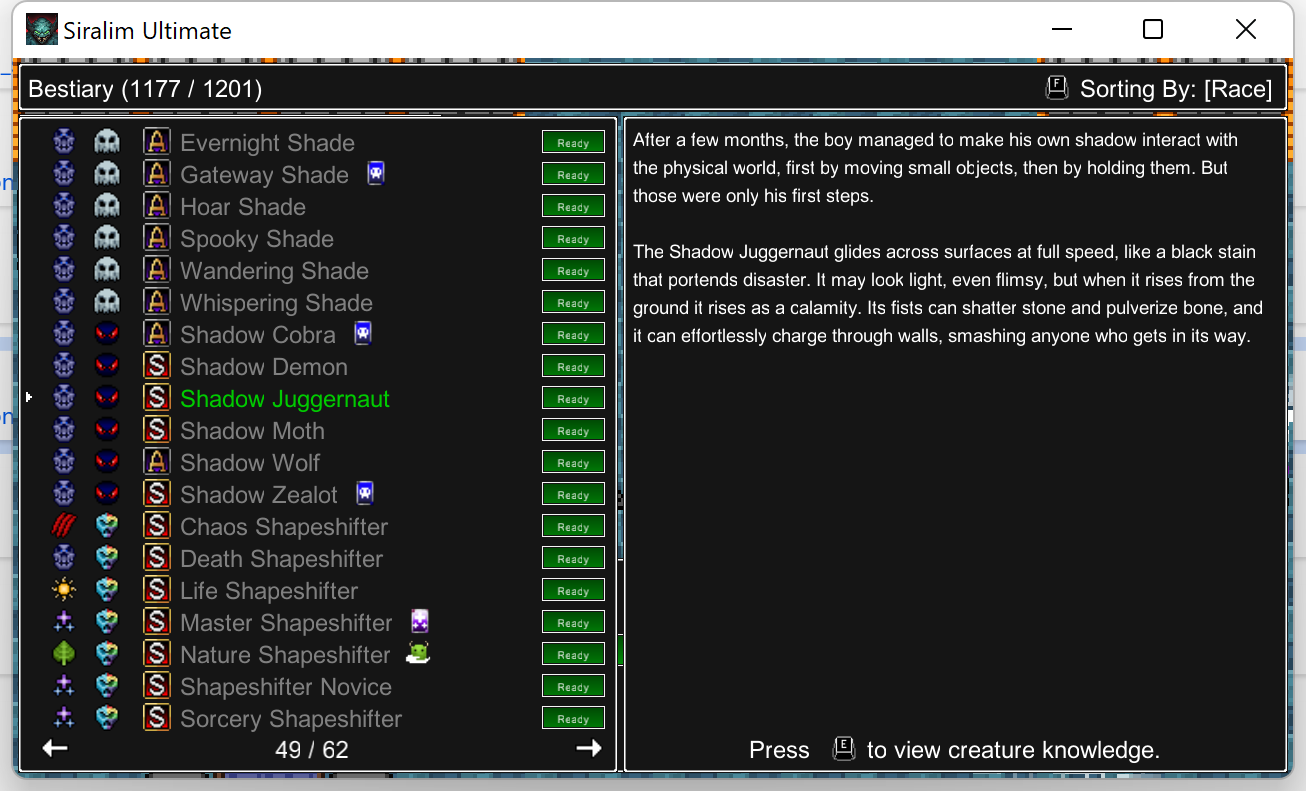 Siralim Ultimate
Bestiary (1177 / 1201)
F Sorting By: [Race]
A Evernight Shade Ready
A Gateway Shade Ready
A Hoar Shade Ready
A Spooky Shade Ready
A Wandering Shade Ready
A Whispering Shade Ready
A Shadow Cobra Ready
S Shadow Demon Ready
S Shadow Juggernaut Ready
S Shadow Moth Ready
A Shadow Wolf Ready
S Shadow Zealot Ready
S Chaos Shapeshifter Ready
S Death Shapeshifter Ready
S Life Shapeshifter Ready
S Master Shapeshifter Ready
S Nature Shapeshifter Ready
S Shapeshifter Novice Ready
S Sorcery Shapeshifter Ready
49 / 62
After a few months, the boy managed to make his own shadow interact with
the physical world, first by moving small objects, then by holding them. But
those were only his first steps.
The Shadow Juggernaut glides across surfaces at full speed, like a black stain
that portends disaster. It may look light, even flimsy, but when it rises from the
ground it rises as a calamity. Its fists can shatter stone and pulverize bone, and
it can effortlessly charge through walls, smashing anyone who gets in its way.
Press E to view creature knowledge.